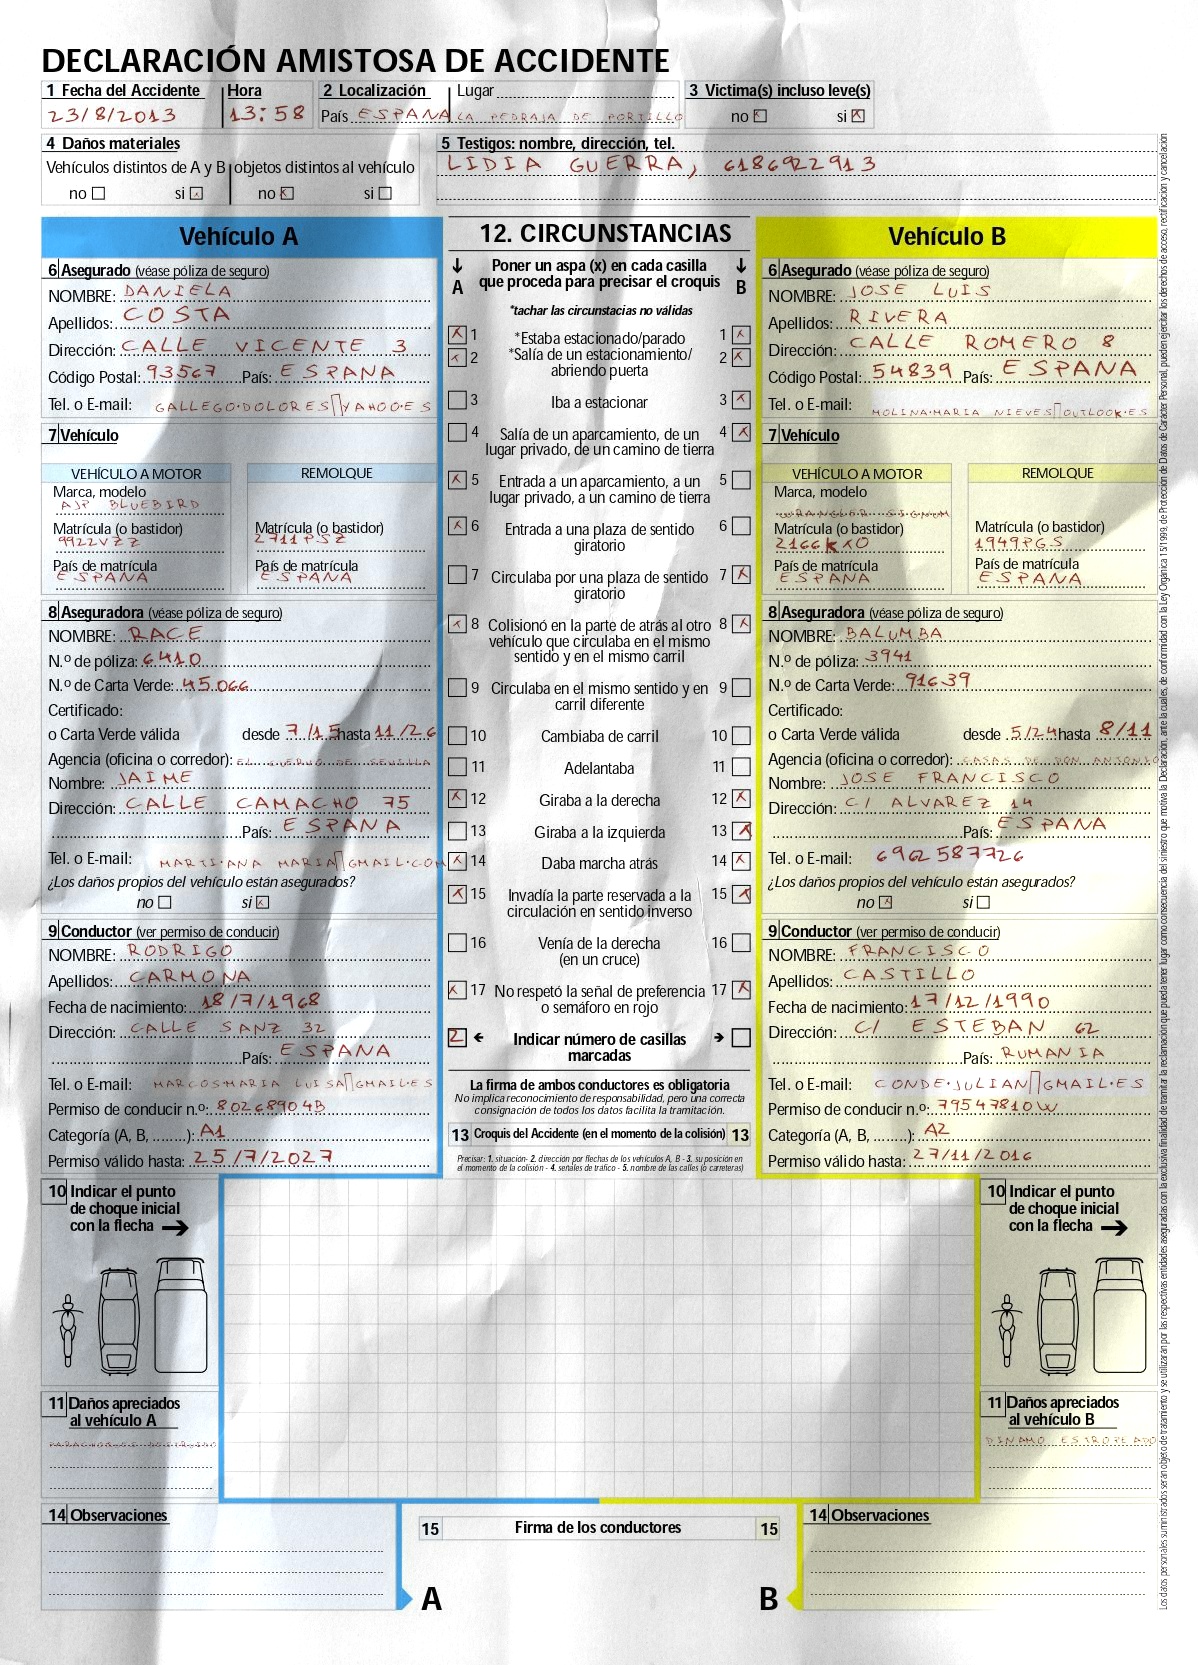 DECLARACIÓN AMISTOSA DE ACCIDENTE
1 Fecha del Accidente Hora 2 Localización Lugar 3 Victima(s) incluso leve(s)
23/8/2013 13:58 País ESPANA LA PEDRAJA DE PORTILLO no si
4 Daños materiales
Vehículos distintos de A y B objetos distintos al vehículo
no si no si
5 Testigos: nombre, dirección, tel.
LIDIA GUERRA, 6186922913
Vehículo A
6 Asegurado (véase póliza de seguro)
NOMBRE: DANIELA
Apellidos: COSTA
Dirección: CALLE VICENTE 3
Código Postal: 93567 País: ESPANA
Tel. o E-mail: GALLEGO.DOLORES YAHOO.ES
7 Vehículo
VEHÍCULO A MOTOR REMOLQUE
Marca, modelo
AJP BLUEBIRD
Matrícula (o bastidor) Matrícula (o bastidor)
9922VZZ 2711PSZ
País de matrícula País de matrícula
ESPANA ESPANA
8 Aseguradora (véase póliza de seguro)
NOMBRE: RACE
N.º de póliza: 6410
N.º de Carta Verde: 45066
Certificado:
o Carta Verde válida desde 7/15 hasta 11/26
Agencia (oficina o corredor): EL CUERVO DE SEVILLA
Nombre: JAIME
Dirección: CALLE CAMACHO 75
País: ESPANA
Tel. o E-mail: MARTI.ANA MARIA GMAIL.COM
¿Los daños propios del vehículo están asegurados?
no si
9 Conductor (ver permiso de conducir)
NOMBRE: RODRIGO
Apellidos: CARMONA
Fecha de nacimiento: 18/7/1968
Dirección: CALLE SANZ 32
País: ESPANA
Tel. o E-mail: MARCOS.MARIA LUISA GMAIL.ES
Permiso de conducir n.º: 80268904B
Categoría (A, B, ........): A1
Permiso válido hasta: 25/7/2027
12. CIRCUNSTANCIAS
A B
Poner un aspa (x) en cada casilla
que proceda para precisar el croquis
*tachar las circunstacias no válidas
1 *Estaba estacionado/parado 1
2 *Salía de un estacionamiento/ 2
abriendo puerta
3 Iba a estacionar 3
4 Salía de un aparcamiento, de un 4
lugar privado, de un camino de tierra
5 Entrada a un aparcamiento, a un 5
lugar privado, a un camino de tierra
6 Entrada a una plaza de sentido 6
giratorio
7 Circulaba por una plaza de sentido 7
giratorio
8 Colisionó en la parte de atrás al otro 8
vehículo que circulaba en el mismo
sentido y en el mismo carril
9 Circulaba en el mismo sentido y en 9
carril diferente
10 Cambiaba de carril 10
11 Adelantaba 11
12 Giraba a la derecha 12
13 Giraba a la izquierda 13
14 Daba marcha atrás 14
15 Invadía la parte reservada a la 15
circulación en sentido inverso
16 Venía de la derecha 16
(en un cruce)
17 No respetó la señal de preferencia 17
o semáforo en rojo
2 Indicar número de casillas
marcadas
La firma de ambos conductores es obligatoria
No implica reconocimiento de responsabilidad, pero una correcta
consignación de todos los datos facilita la tramitación.
13 Croquis del Accidente (en el momento de la colisión) 13
Precisar: 1. situación- 2. dirección por flechas de los vehículos A, B - 3. su posición en
el momento de la colisión - 4. señales de tráfico - 5. nombre de las calles (o carreteras)
Vehículo B
6 Asegurado (véase póliza de seguro)
NOMBRE: JOSE LUIS
Apellidos: RIVERA
Dirección: CALLE ROMERO 8
Código Postal: 54839 País: ESPANA
Tel. o E-mail: MOLINA.MARIA NIEVES OUTLOOK.ES
7 Vehículo
VEHÍCULO A MOTOR REMOLQUE
Marca, modelo
WRANGLER SIGNUM
Matrícula (o bastidor) Matrícula (o bastidor)
2166KXO 1949PGS
País de matrícula País de matrícula
ESPANA ESPANA
8 Aseguradora (véase póliza de seguro)
NOMBRE: BALUMBA
N.º de póliza: 3941
N.º de Carta Verde: 91639
Certificado:
o Carta Verde válida desde 5/24 hasta 8/11
Agencia (oficina o corredor): CASAS DE DON ANTONIO
Nombre: JOSE FRANCISCO
Dirección: C/ ALVAREZ 14
País: ESPANA
Tel. o E-mail: 6962587726
¿Los daños propios del vehículo están asegurados?
no si
9 Conductor (ver permiso de conducir)
NOMBRE: FRANCISCO
Apellidos: CASTILLO
Fecha de nacimiento: 17/12/1990
Dirección: C/ ESTEBAN 62
País: RUMANIA
Tel. o E-mail: CONDE.JULIAN GMAIL.ES
Permiso de conducir n.º: 79547810W
Categoría (A, B, ........): A2
Permiso válido hasta: 27/11/2016
10 Indicar el punto
de choque inicial
con la flecha
11 Daños apreciados
al vehículo A
PARACHOQUES DESTRUIDO
10 Indicar el punto
de choque inicial
con la flecha
11 Daños apreciados
al vehículo B
DINAMO ESTROPEADO
14 Observaciones
15 Firma de los conductores 15
A B
14 Observaciones
Los datos personales suministrados seran objeto de tratamiento y se utilizaran por las respectivas entidades aseguradas con la exclusiva finalidad de tramitar la reclamación que pueda tener lugar como consecuencia del siniestro que motiva la Declaración, ante la cuales, de conformidad con la Ley Orgánica 15/1999, de Protección de Datos de Carácter Personal, pueden ejercitar los derechos de acceso, rectificación y cancelación